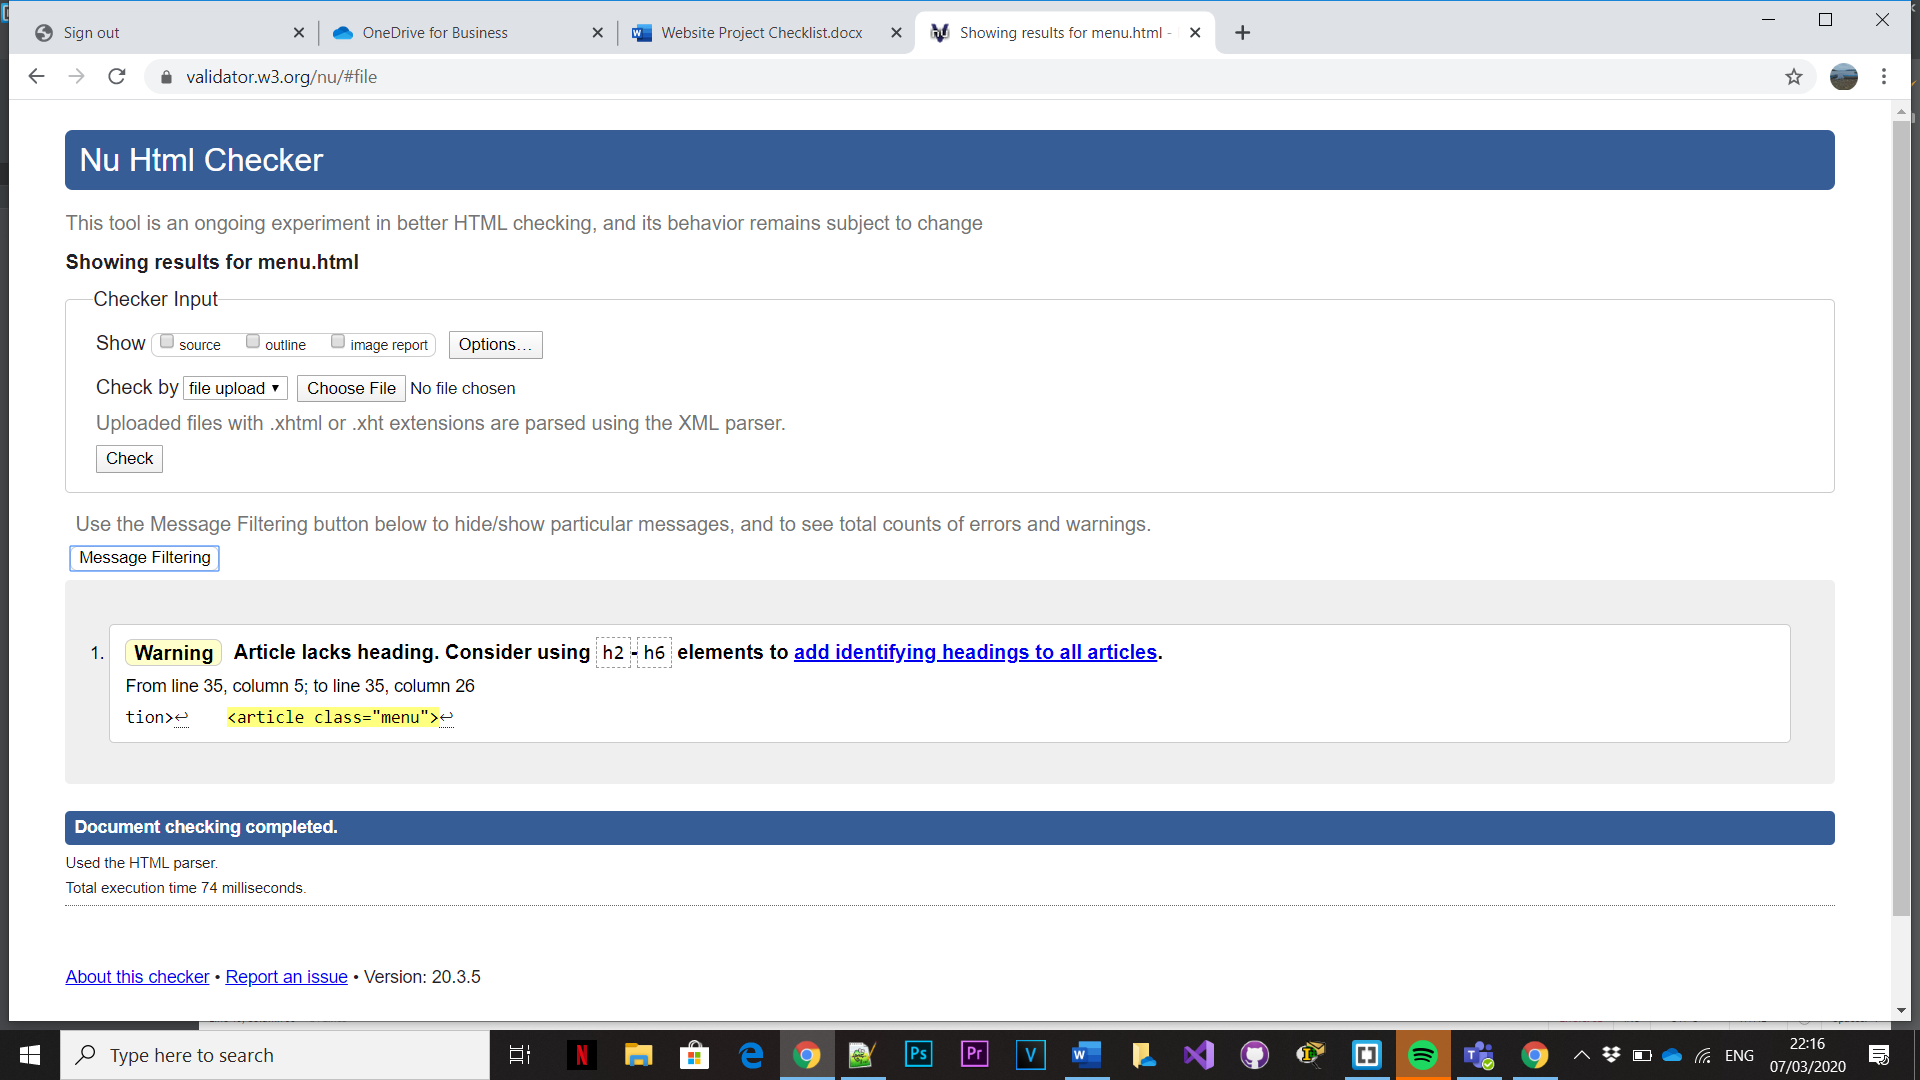 Sign out
OneDrive for Business
Website Project Checklist.docx
Showing results for menu.html -
validator.w3.org/nu/#file
Nu Html Checker
This tool is an ongoing experiment in better HTML checking, and its behavior remains subject to change
Showing results for menu.html
Checker Input
Show source outline image report Options...
Check by file upload Choose File No file chosen
Uploaded files with .xhtml or .xht extensions are parsed using the XML parser.
Check
Use the Message Filtering button below to hide/show particular messages, and to see total counts of errors and warnings.
Message Filtering
1. Warning Article lacks heading. Consider using h2-h6 elements to add identifying headings to all articles.
From line 35, column 5; to line 35, column 26
tion>↩ <article class="menu">↩
Document checking completed.
Used the HTML parser.
Total execution time 74 milliseconds.
About this checker • Report an issue • Version: 20.3.5
Type here to search
ENG
22:16
07/03/2020